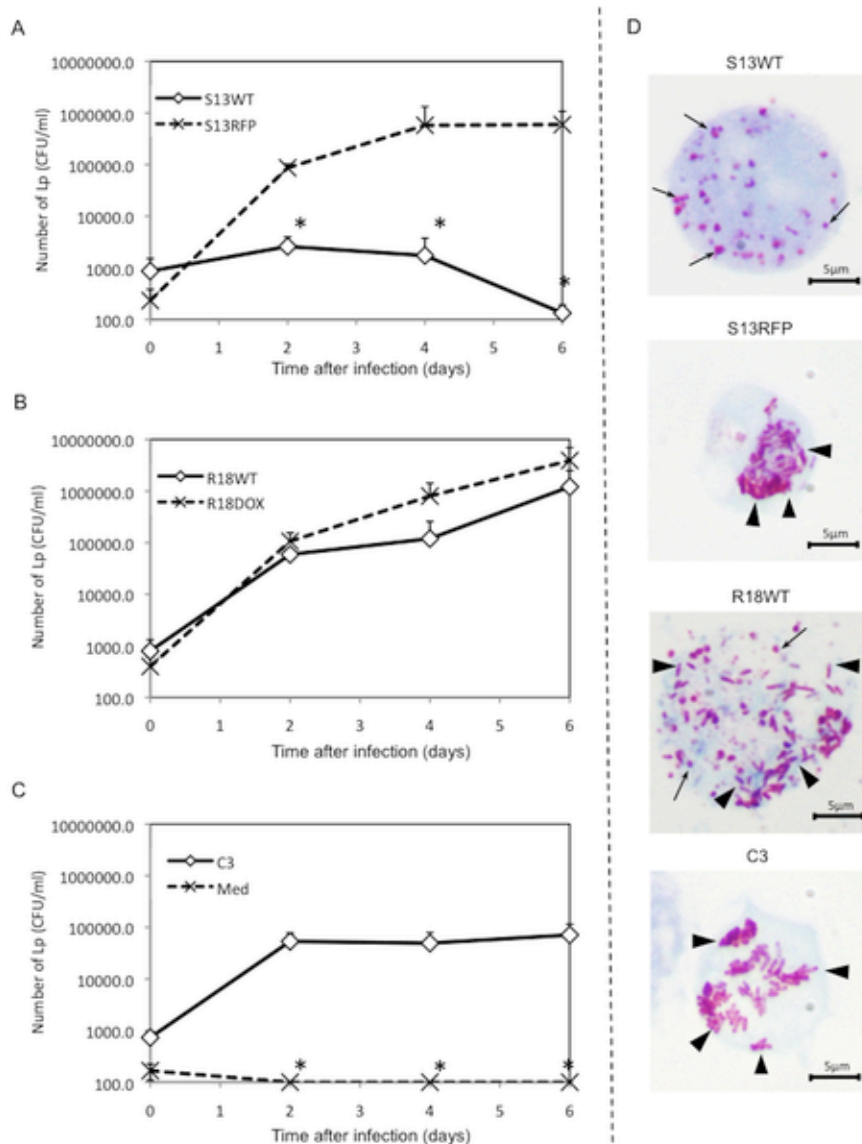 A
Number of Lp (CFU/ml)
10000000.0
1000000.0
100000.0
10000.0
1000.0
100.0
S13WT
S13RFP
*
*
*
0 1 2 3 4 5 6
Time after infection (days)
B
Number of Lp (CFU/ml)
10000000.0
1000000.0
100000.0
10000.0
1000.0
100.0
R18WT
R18DOX
0 1 2 3 4 5 6
Time after infection (days)
C
Number of Lp (CFU/ml)
10000000.0
1000000.0
100000.0
10000.0
1000.0
100.0
C3
Med
*
*
*
0 1 2 3 4 5 6
Time after infection (days)
D
S13WT
5μm
S13RFP
5μm
R18WT
5μm
C3
5μm